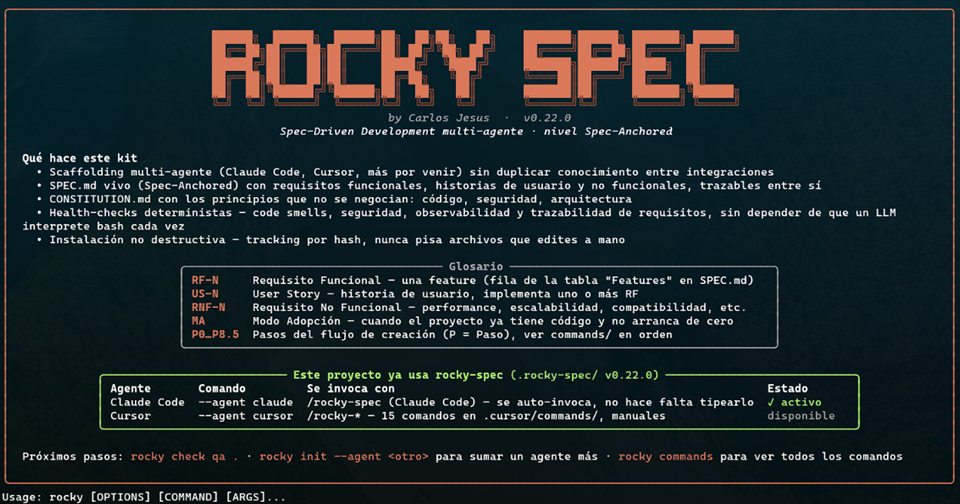 ROCKY SPEC
by Carlos Jesus · v0.22.0
Spec-Driven Development multi-agente · nivel Spec-Anchored
Qué hace este kit
• Scaffolding multi-agente (Claude Code, Cursor, más por venir) sin duplicar conocimiento entre integraciones
• SPEC.md vivo (Spec-Anchored) con requisitos funcionales, historias de usuario y no funcionales, trazables entre sí
• CONSTITUTION.md con los principios que no se negocian: código, seguridad, arquitectura
• Health-checks deterministas — code smells, seguridad, observabilidad y trazabilidad de requisitos, sin depender de que un LLM
interprete bash cada vez
• Instalación no destructiva — tracking por hash, nunca pisa archivos que edites a mano
Glosario
RF-N Requisito Funcional — una feature (fila de la tabla "Features" en SPEC.md)
US-N User Story — historia de usuario, implementa uno o más RF
RNF-N Requisito No Funcional — performance, escalabilidad, compatibilidad, etc.
MA Modo Adopción — cuando el proyecto ya tiene código y no arranca de cero
P0…P8.5 Pasos del flujo de creación (P = Paso), ver commands/ en orden
Este proyecto ya usa rocky-spec (.rocky-spec/ v0.22.0)
Agente Comando Se invoca con Estado
Claude Code --agent claude /rocky-spec (Claude Code) — se auto-invoca, no hace falta tipearlo ✓ activo
Cursor --agent cursor /rocky-* — 15 comandos en .cursor/commands/, manuales disponible
Próximos pasos: rocky check qa . · rocky init --agent <otro> para sumar un agente más · rocky commands para ver todos los comandos
Usage: rocky [OPTIONS] [COMMAND] [ARGS]...